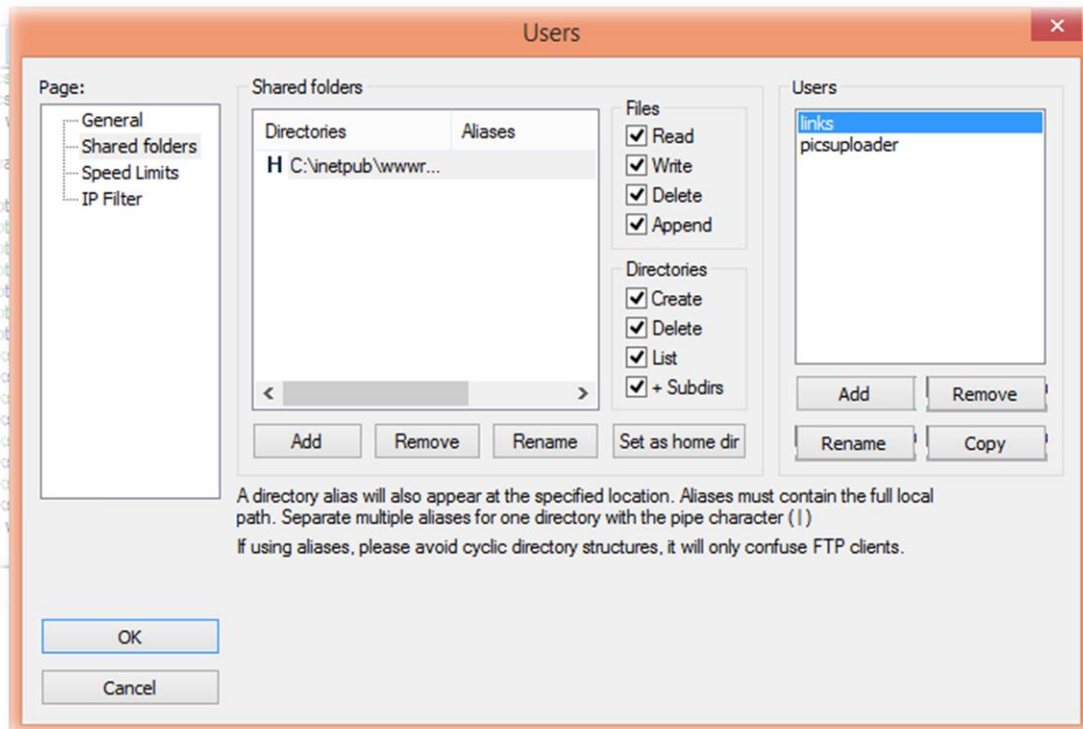 Users
Page:
General
Shared folders
Speed Limits
IP Filter
Shared folders
Directories Aliases
H C:\inetpub\wwwr...
Files
Read
Write
Delete
Append
Directories
Create
Delete
List
+ Subdirs
Add Remove Rename Set as home dir
Users
links
picsuploader
Add Remove
Rename Copy
A directory alias will also appear at the specified location. Aliases must contain the full local
path. Separate multiple aliases for one directory with the pipe character ( | )
If using aliases, please avoid cyclic directory structures, it will only confuse FTP clients.
OK
Cancel